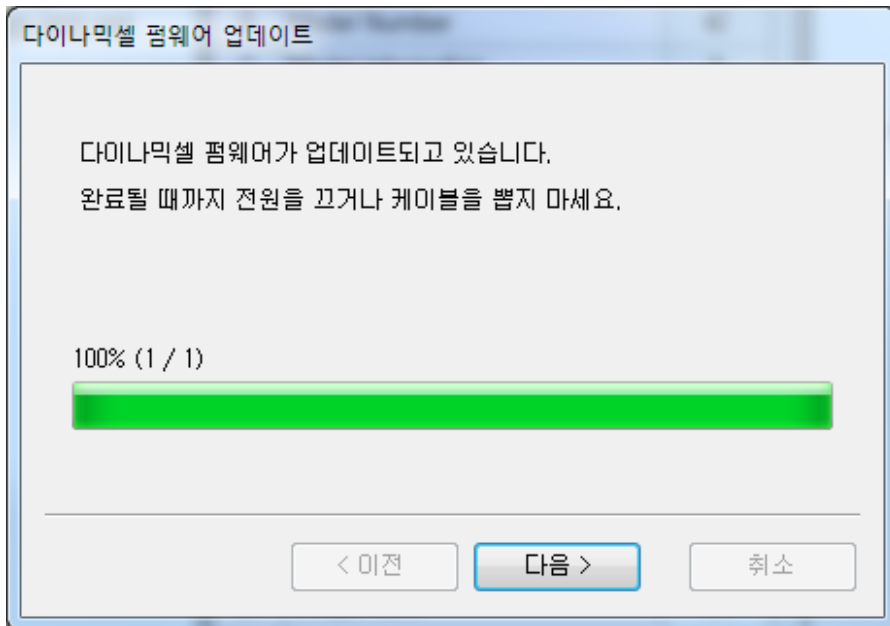 다이나믹셀 펌웨어 업데이트
다이나믹셀 펌웨어가 업데이트되고 있습니다.
완료될 때까지 전원을 끄거나 케이블을 뽑지 마세요.
100% (1 / 1)
< 이전
다음 >
취소